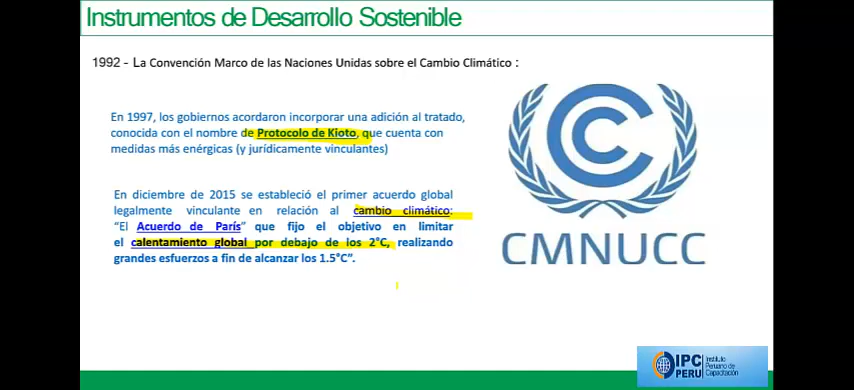 Instrumentos de Desarrollo Sostenible
1992 - La Convención Marco de las Naciones Unidas sobre el Cambio Climático :
En 1997, los gobiernos acordaron incorporar una adición al tratado,
conocida con el nombre de Protocolo de Kioto, que cuenta con
medidas más enérgicas (y jurídicamente vinculantes)
En diciembre de 2015 se estableció el primer acuerdo global
legalmente vinculante en relación al cambio climático:
“El Acuerdo de París” que fijo el objetivo en limitar
el calentamiento global por debajo de los 2°C, realizando
grandes esfuerzos a fin de alcanzar los 1.5°C”.
CMNUCC
IPC
PERU
Instituto
Peruano de
Capacitación